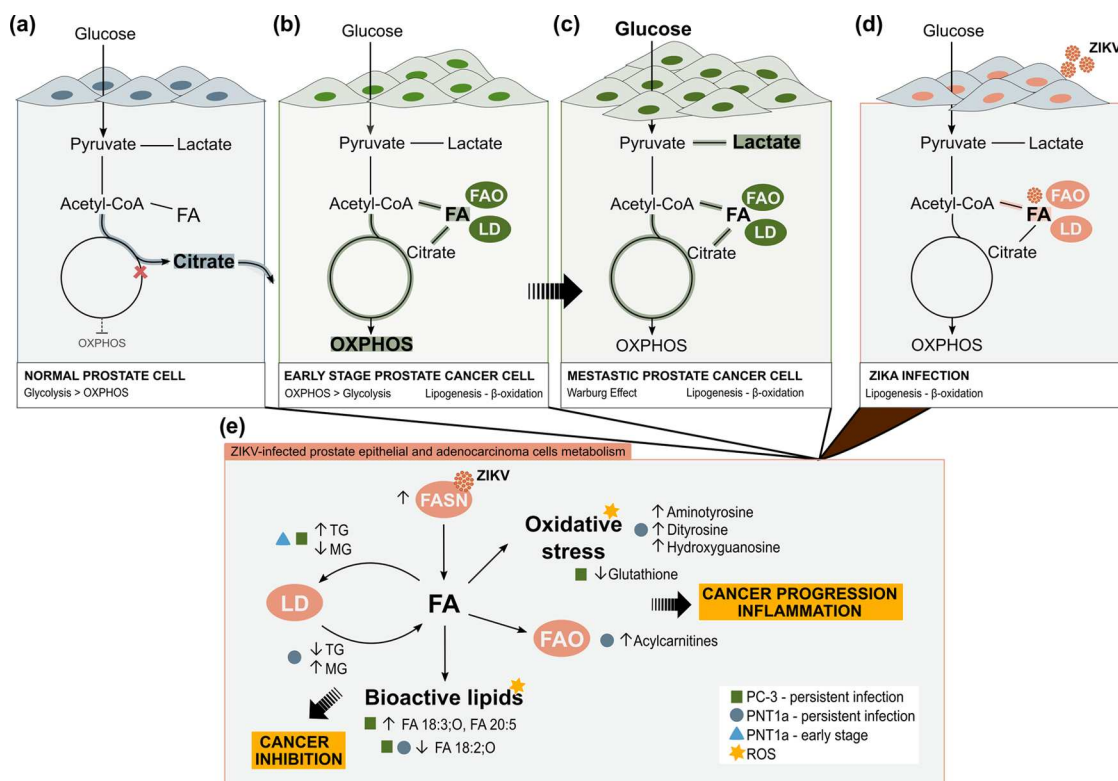 (a)
Glucose
Pyruvate
Lactate
Acetyl-CoA
FA
Citrate
OXPHOS
NORMAL PROSTATE CELL
Glycolysis > OXPHOS
(b)
Glucose
Pyruvate
Lactate
Acetyl-CoA
FAO
FA
LD
Citrate
OXPHOS
EARLY STAGE PROSTATE CANCER CELL
OXPHOS > Glycolysis Lipogenesis - β-oxidation
(c)
Glucose
Pyruvate
Lactate
Acetyl-CoA
FAO
FA
LD
Citrate
OXPHOS
MESTASTIC PROSTATE CANCER CELL
Warburg Effect Lipogenesis - β-oxidation
(d)
Glucose
ZIKV
Pyruvate
Lactate
Acetyl-CoA
FAO
FA
LD
Citrate
OXPHOS
ZIKA INFECTION
Lipogenesis - β-oxidation
(e)
ZIKV-infected prostate epithelial and adenocarcinoma cells metabolism
ZIKV
↑ FASN
↑ TG
↓ MG
LD
FA
↓ TG
↑ MG
CANCER
INHIBITION
Oxidative
stress
↑ Aminotyrosine
↑ Dityrosine
↑ Hydroxyguanosine
↓ Glutathione
CANCER PROGRESSION
INFLAMMATION
FAO
↑ Acylcarnitines
Bioactive lipids
↑ FA 18:3;O, FA 20:5
↓ FA 18:2;O
PC-3 - persistent infection
PNT1a - persistent infection
PNT1a - early stage
ROS